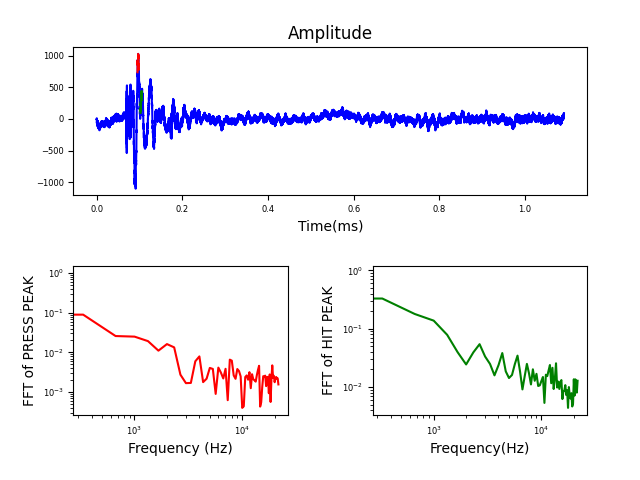 Amplitude
1000
500
0
−500
−1000
0.0 0.2 0.4 0.6 0.8 1.0
Time(ms)
FFT of PRESS PEAK
10⁰
10⁻¹
10⁻²
10⁻³
10³ 10⁴
Frequency (Hz)
FFT of HIT PEAK
10⁰
10⁻¹
10⁻²
10³ 10⁴
Frequency(Hz)